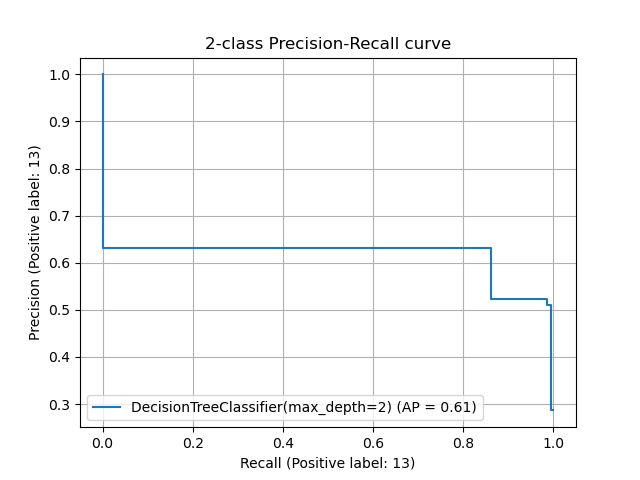 2-class Precision-Recall curve
Precision (Positive label: 13)
1.0
0.9
0.8
0.7
0.6
0.5
0.4
0.3
DecisionTreeClassifier(max_depth=2) (AP = 0.61)
0.0 0.2 0.4 0.6 0.8 1.0
Recall (Positive label: 13)